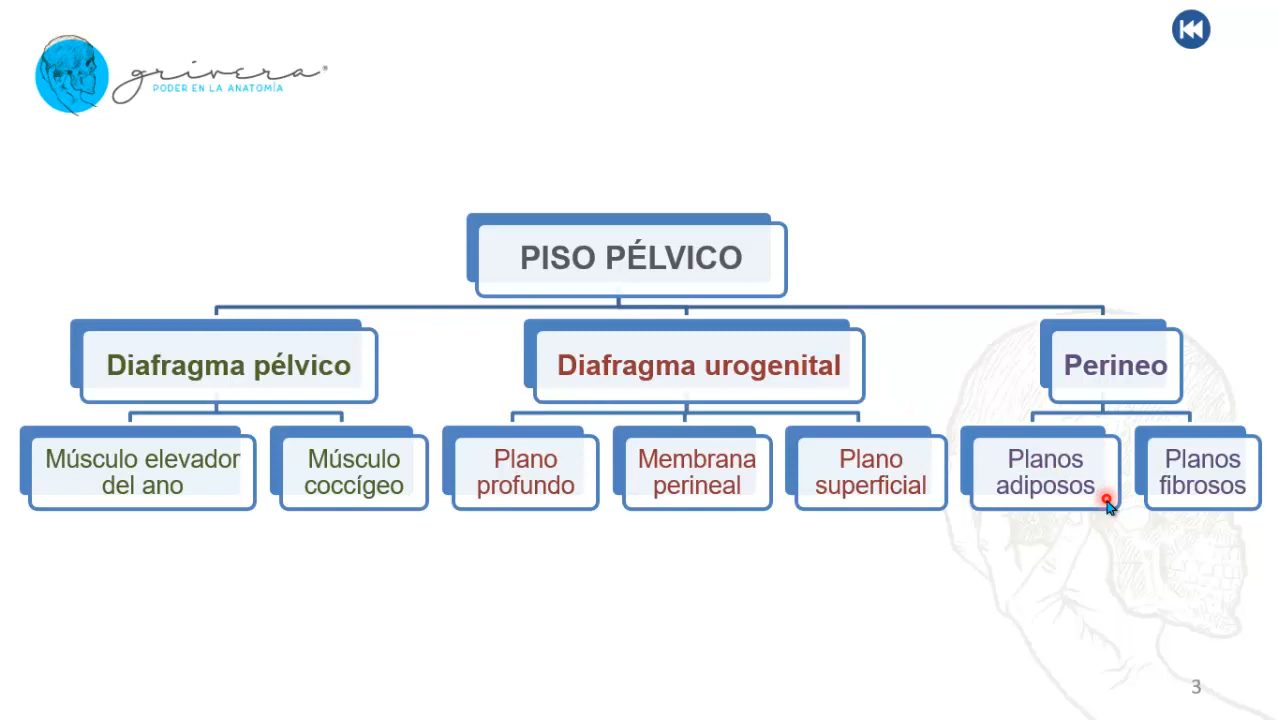 grivera®
PODER EN LA ANATOMÍA
PISO PÉLVICO
Diafragma pélvico
Diafragma urogenital
Perineo
Músculo elevador
del ano
Músculo
coccígeo
Plano
profundo
Membrana
perineal
Plano
superficial
Planos
adiposos
Planos
fibrosos
3